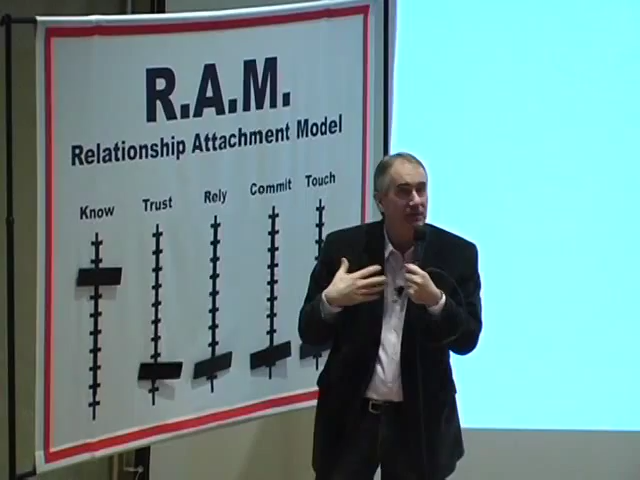 R.A.M.
Relationship Attachment Model
Know Trust Rely Commit Touch